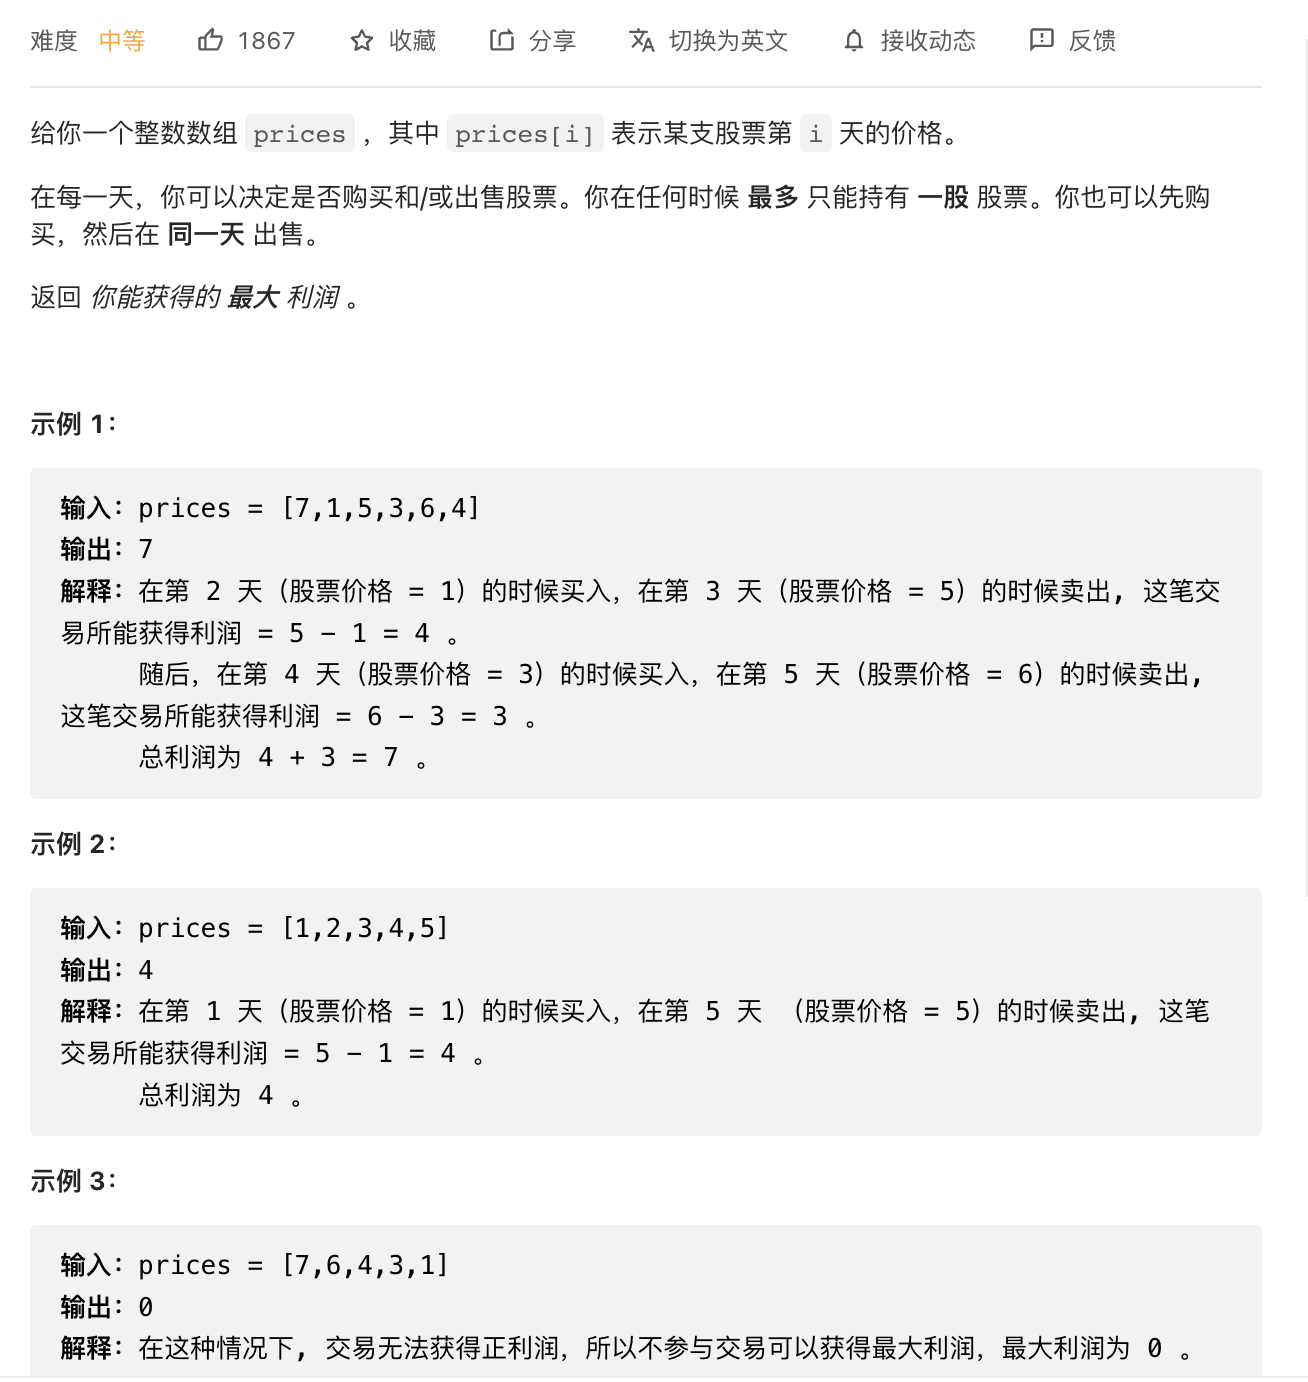 难度 中等 1867 收藏 分享 切换为英文 接收动态 反馈
给你一个整数数组 prices ，其中 prices[i] 表示某支股票第 i 天的价格。
在每一天，你可以决定是否购买和/或出售股票。你在任何时候 最多 只能持有 一股 股票。你也可以先购
买，然后在 同一天 出售。
返回 你能获得的 最大 利润 。
示例 1：
输入：prices = [7,1,5,3,6,4]
输出：7
解释：在第 2 天（股票价格 = 1）的时候买入，在第 3 天（股票价格 = 5）的时候卖出, 这笔交
易所能获得利润 = 5 - 1 = 4 。
随后，在第 4 天（股票价格 = 3）的时候买入，在第 5 天（股票价格 = 6）的时候卖出,
这笔交易所能获得利润 = 6 - 3 = 3 。
总利润为 4 + 3 = 7 。
示例 2：
输入：prices = [1,2,3,4,5]
输出：4
解释：在第 1 天（股票价格 = 1）的时候买入，在第 5 天 （股票价格 = 5）的时候卖出, 这笔
交易所能获得利润 = 5 - 1 = 4 。
总利润为 4 。
示例 3：
输入：prices = [7,6,4,3,1]
输出：0
解释：在这种情况下, 交易无法获得正利润，所以不参与交易可以获得最大利润，最大利润为 0 。